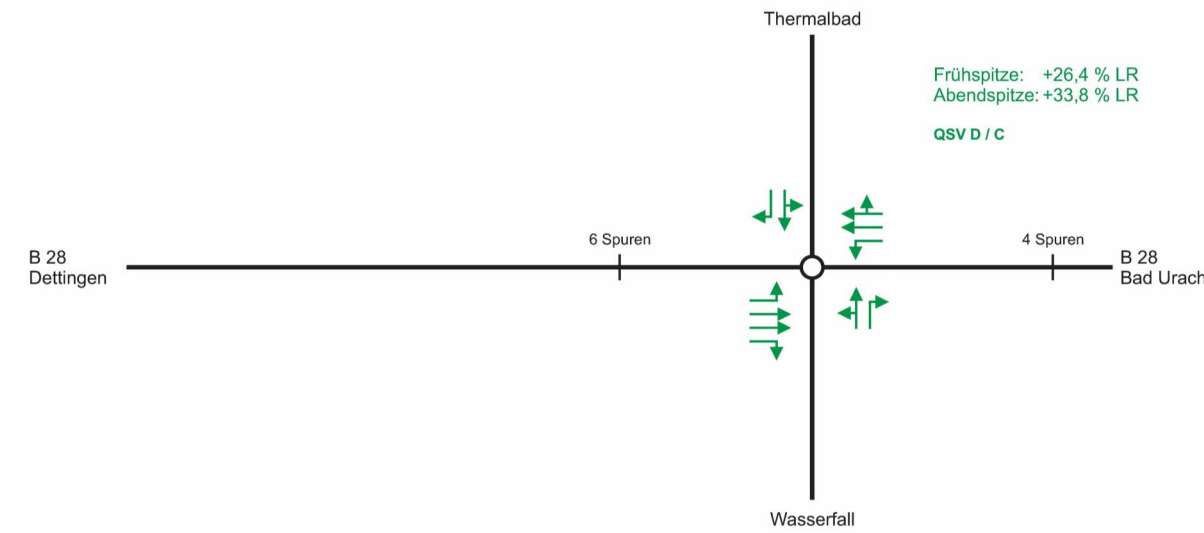 Thermalbad
Frühspitze: +26,4 % LR
Abendspitze: +33,8 % LR
QSV D / C
6 Spuren
4 Spuren
B 28
Dettingen
B 28
Bad Urach
Wasserfall